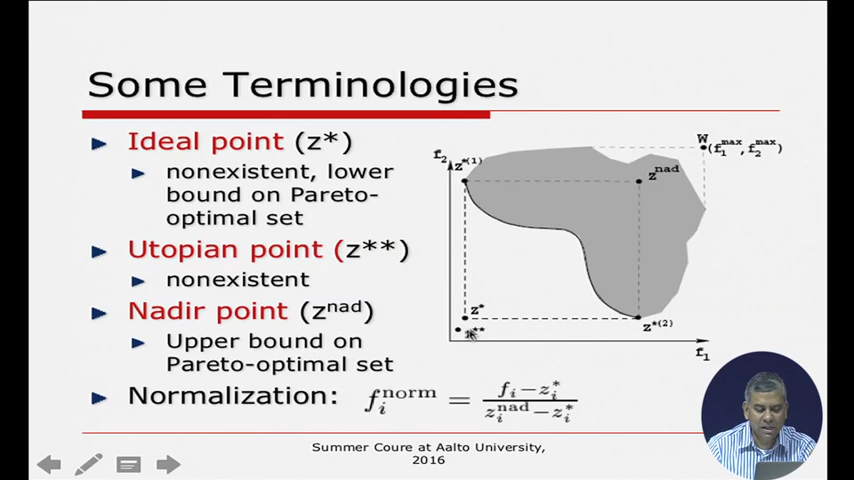 Some Terminologies
Ideal point (z*)
nonexistent, lower
bound on Pareto-
optimal set
Utopian point (z**)
nonexistent
Nadir point (z^nad)
Upper bound on
Pareto-optimal set
Normalization: f_i^norm = (f_i − z_i^*) / (z_i^nad − z_i^*)
f₂
z*(1)
W
(f₁^max, f₂^max)
z^nad
z*
z*(2)
f₁
Summer Coure at Aalto University,
2016